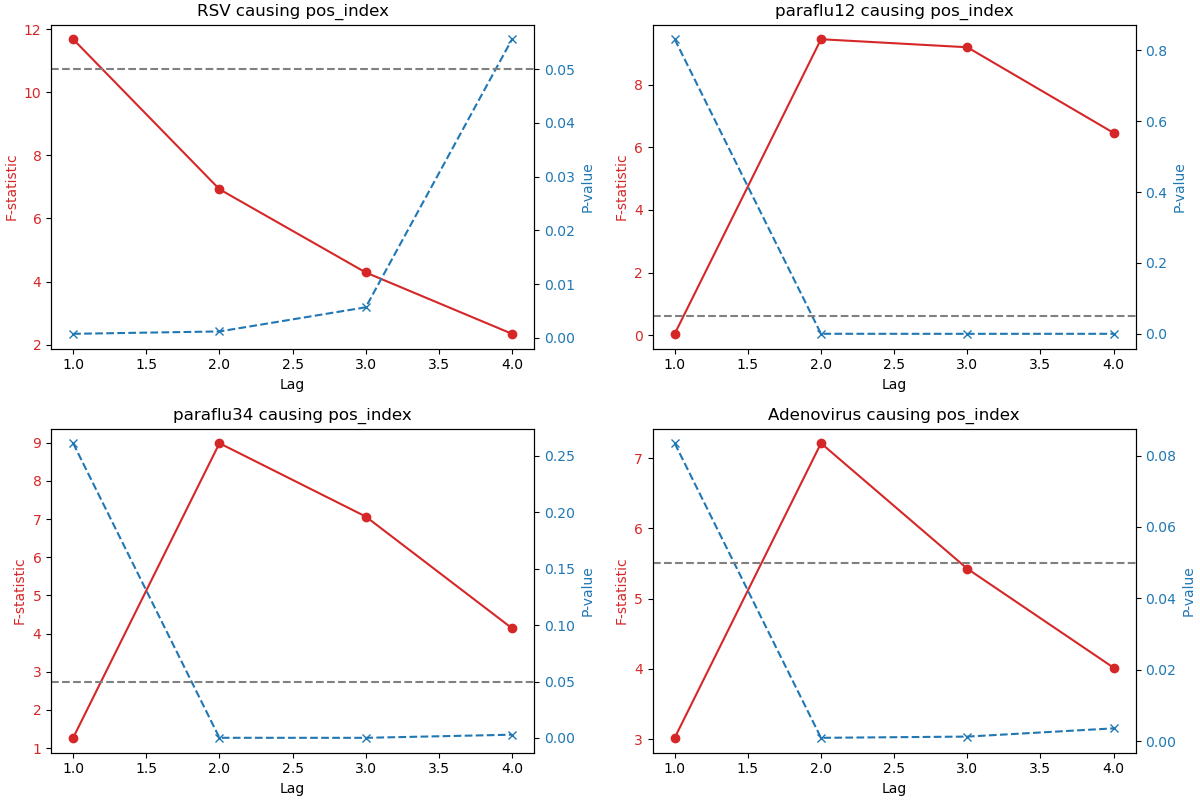 RSV causing pos_index
12
10
8
6
4
2
F-statistic
0.05
0.04
0.03
0.02
0.01
0.00
P-value
1.0 1.5 2.0 2.5 3.0 3.5 4.0
Lag
paraflu12 causing pos_index
8
6
4
2
0
F-statistic
0.8
0.6
0.4
0.2
0.0
P-value
1.0 1.5 2.0 2.5 3.0 3.5 4.0
Lag
paraflu34 causing pos_index
9
8
7
6
5
4
3
2
1
F-statistic
0.25
0.20
0.15
0.10
0.05
0.00
P-value
1.0 1.5 2.0 2.5 3.0 3.5 4.0
Lag
Adenovirus causing pos_index
7
6
5
4
3
F-statistic
0.08
0.06
0.04
0.02
0.00
P-value
1.0 1.5 2.0 2.5 3.0 3.5 4.0
Lag